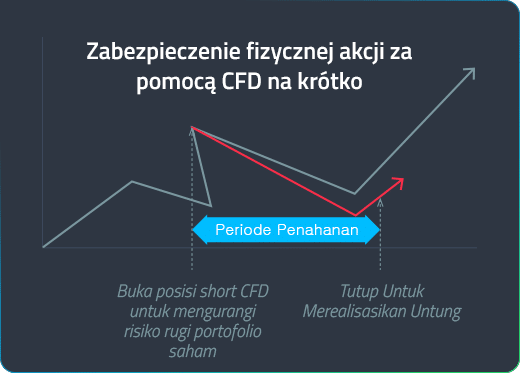 Zabezpieczenie fizycznej akcji za
pomocą CFD na krótko
Periode Penahanan
Buka posisi short CFD
untuk mengurangi
risiko rugi portofolio
saham
Tutup Untuk
Merealisasikan Untung